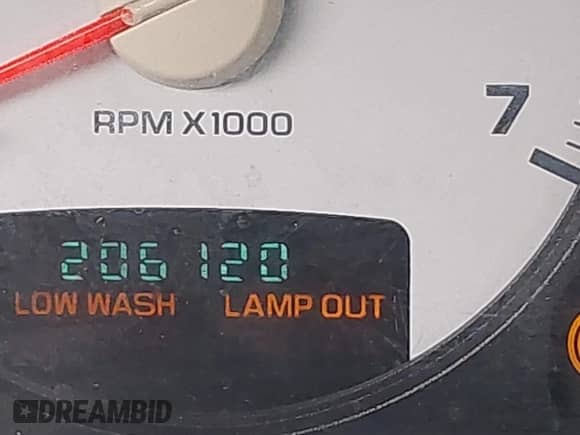 RPM X1000
7
206120
LOW WASH LAMP OUT
DREAMBID